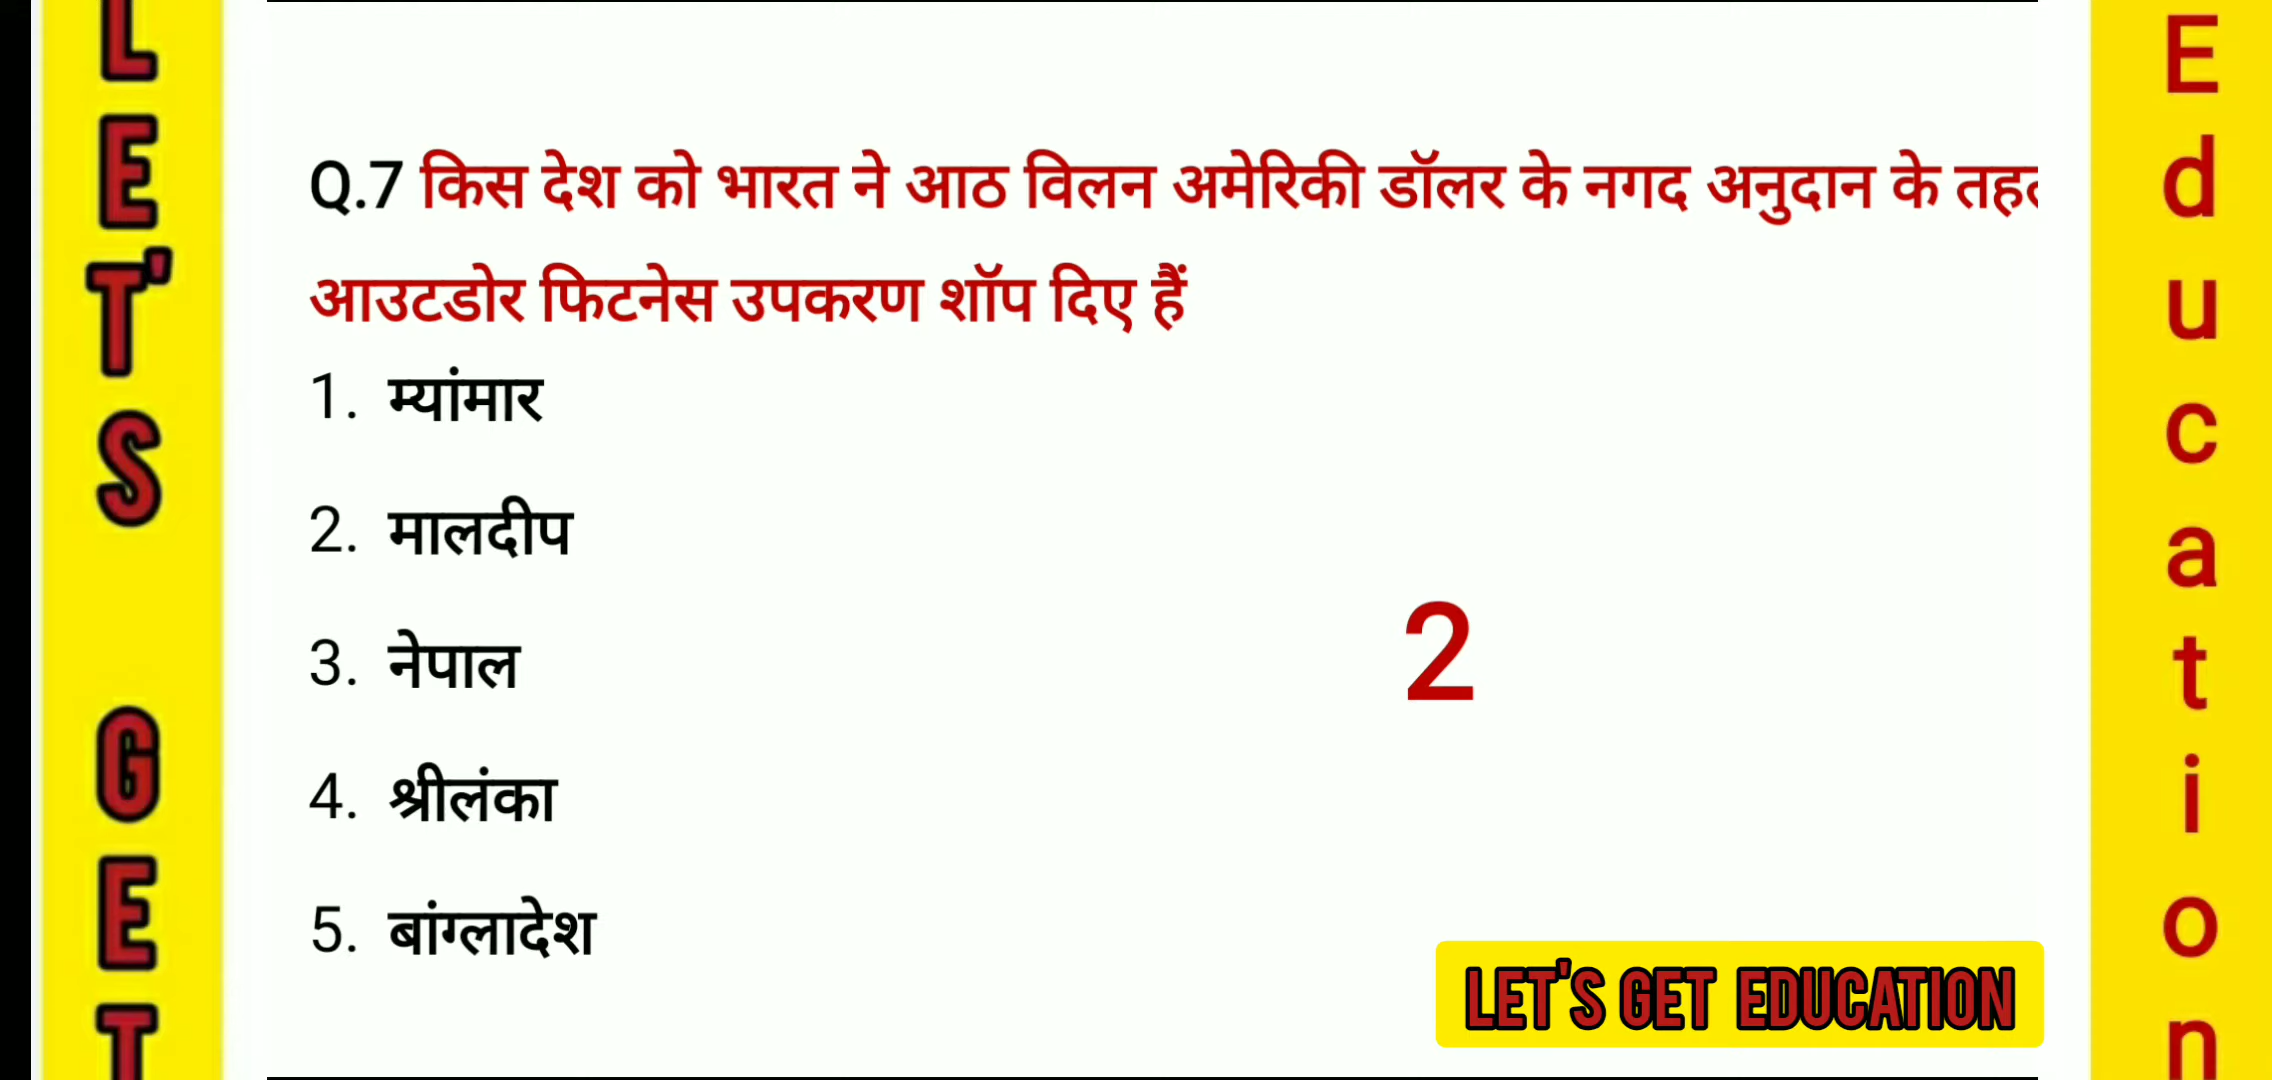 LET'S GET
Q.7 किस देश को भारत ने आठ विलन अमेरिकी डॉलर के नगद अनुदान के तहत
आउटडोर फिटनेस उपकरण शॉप दिए हैं
1. म्यांमार
2. मालदीप
3. नेपाल
4. श्रीलंका
5. बांग्लादेश
2
LET'S GET EDUCATION
Education